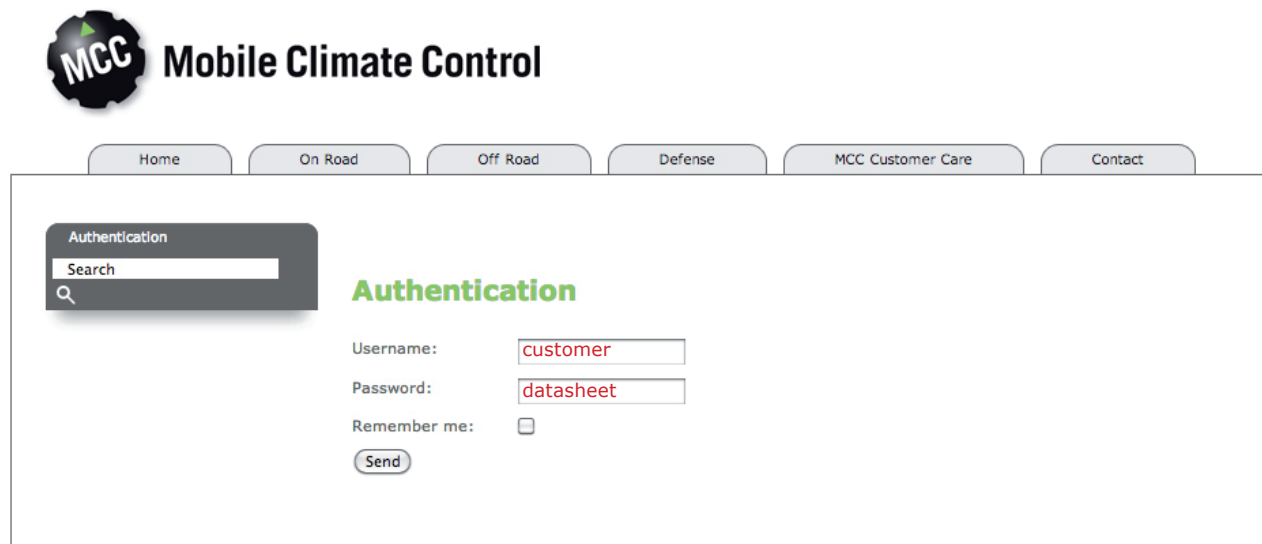 MCC Mobile Climate Control
Home On Road Off Road Defense MCC Customer Care Contact
Authentication
Search
Authentication
Username: customer
Password: datasheet
Remember me:
Send